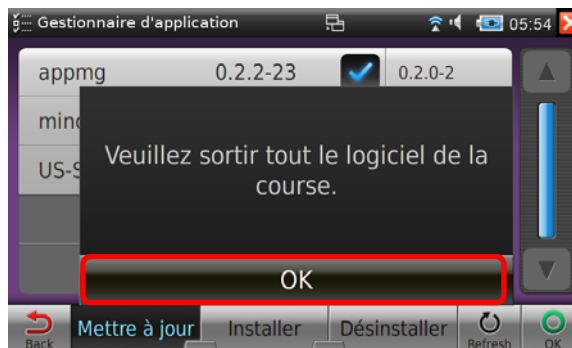 Gestionnaire d'application 05:54
appmg 0.2.2-23 0.2.0-2
Veuillez sortir tout le logiciel de la
course.
OK
Back Mettre à jour Installer Désinstaller Refresh OK